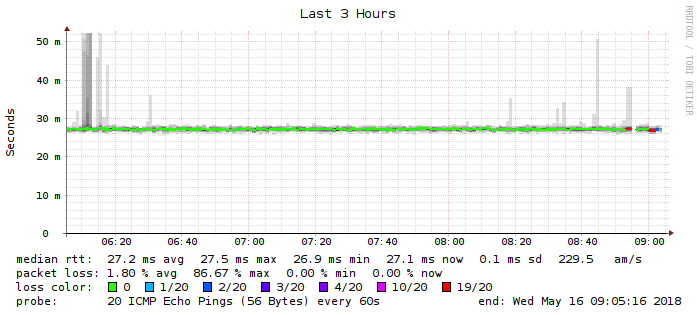 Last 3 Hours
RRDTOOL / TOBI OETIKER
Seconds
50 m
40 m
30 m
20 m
10 m
0
06:20 06:40 07:00 07:20 07:40 08:00 08:20 08:40 09:00
median rtt: 27.2 ms avg 27.5 ms max 26.9 ms min 27.1 ms now 0.1 ms sd 229.5 am/s
packet loss: 1.80 % avg 86.67 % max 0.00 % min 0.00 % now
loss color: 0 1/20 2/20 3/20 4/20 10/20 19/20
probe: 20 ICMP Echo Pings (56 Bytes) every 60s end: Wed May 16 09:05:16 2018